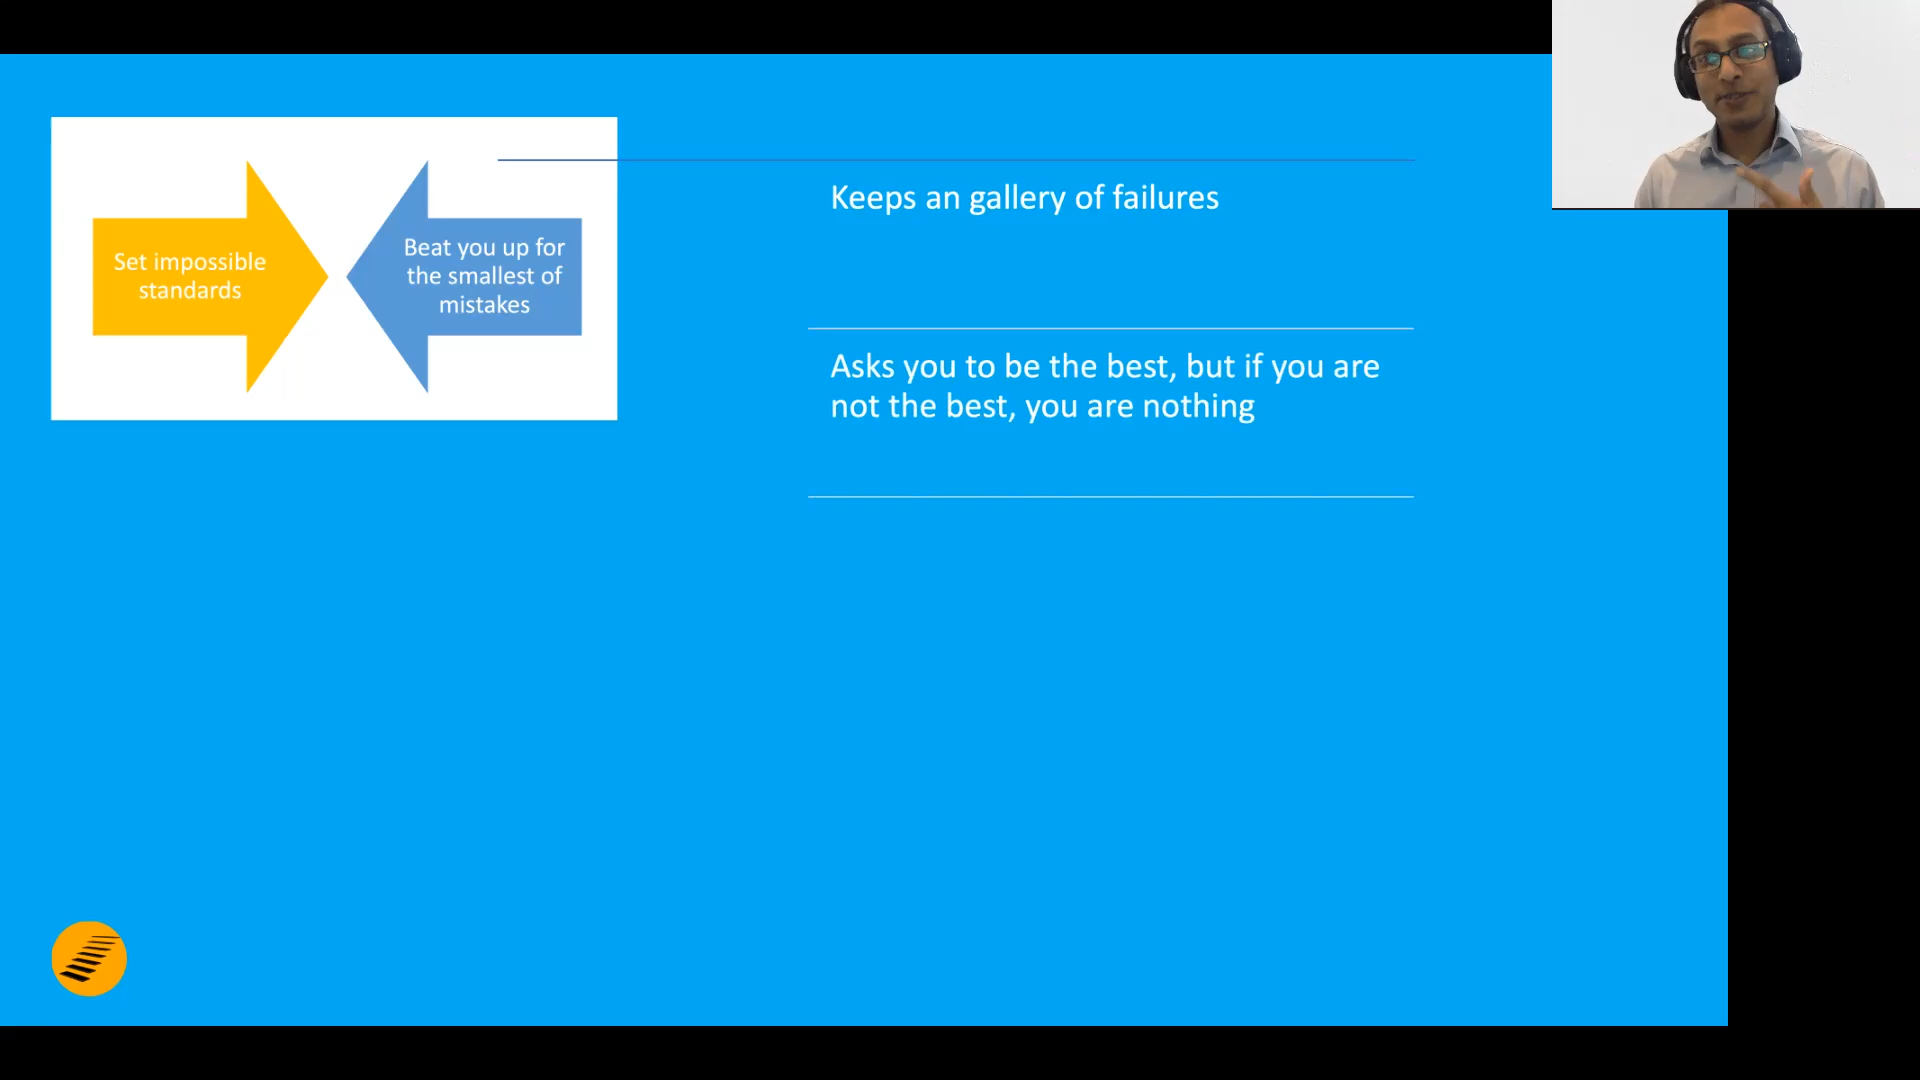 Set impossible
standards
Beat you up for
the smallest of
mistakes
Keeps an gallery of failures
Asks you to be the best, but if you are
not the best, you are nothing